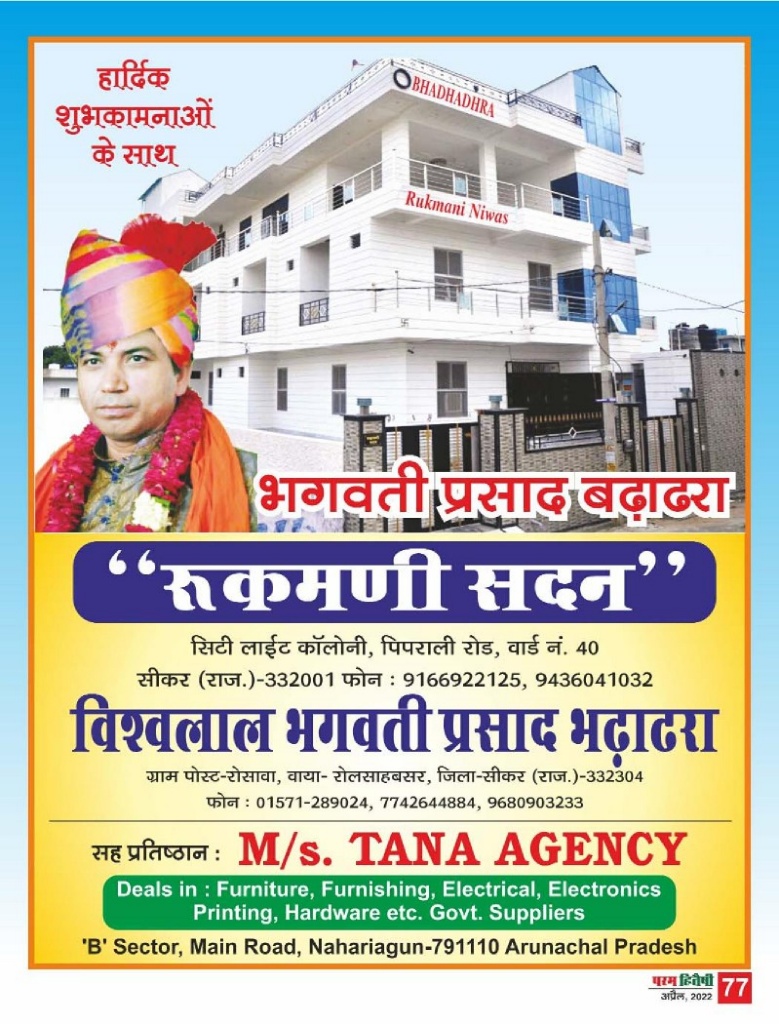 हार्दिक
शुभकामनाओं
के साथ
BHADHADHRA
Rukmani Niwas
भगवती प्रसाद बढ़ाढरा
‘‘रूकमणी सदन’’
सिटी लाईट कॉलोनी, पिपराली रोड, वार्ड नं. 40
सीकर (राज.)-332001 फोन : 9166922125, 9436041032
विश्वलाल भगवती प्रसाद भढ़ाढरा
ग्राम पोस्ट-रोसावा, वाया- रोलसाहबसर, जिला-सीकर (राज.)-332304
फोन : 01571-289024, 7742644884, 9680903233
सह प्रतिष्ठान : M/s. TANA AGENCY
Deals in : Furniture, Furnishing, Electrical, Electronics
Printing, Hardware etc. Govt. Suppliers
'B' Sector, Main Road, Nahariagun-791110 Arunachal Pradesh
परम हितैषी
अप्रैल, 2022
77